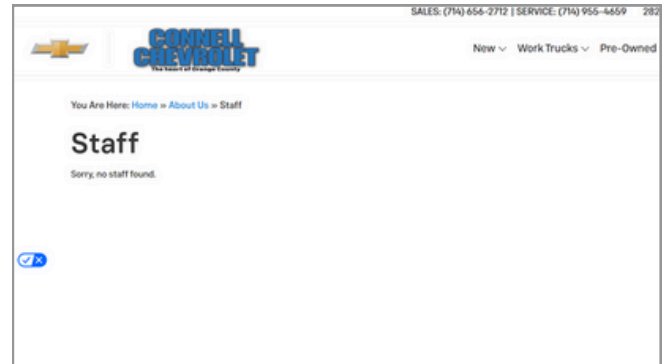 SALES: (714) 656-2712 | SERVICE: (714) 955-4659 282
CONNELL
CHEVROLET
The heart of Orange County
New Work Trucks Pre-Owned
You Are Here: Home » About Us » Staff
Staff
Sorry, no staff found.